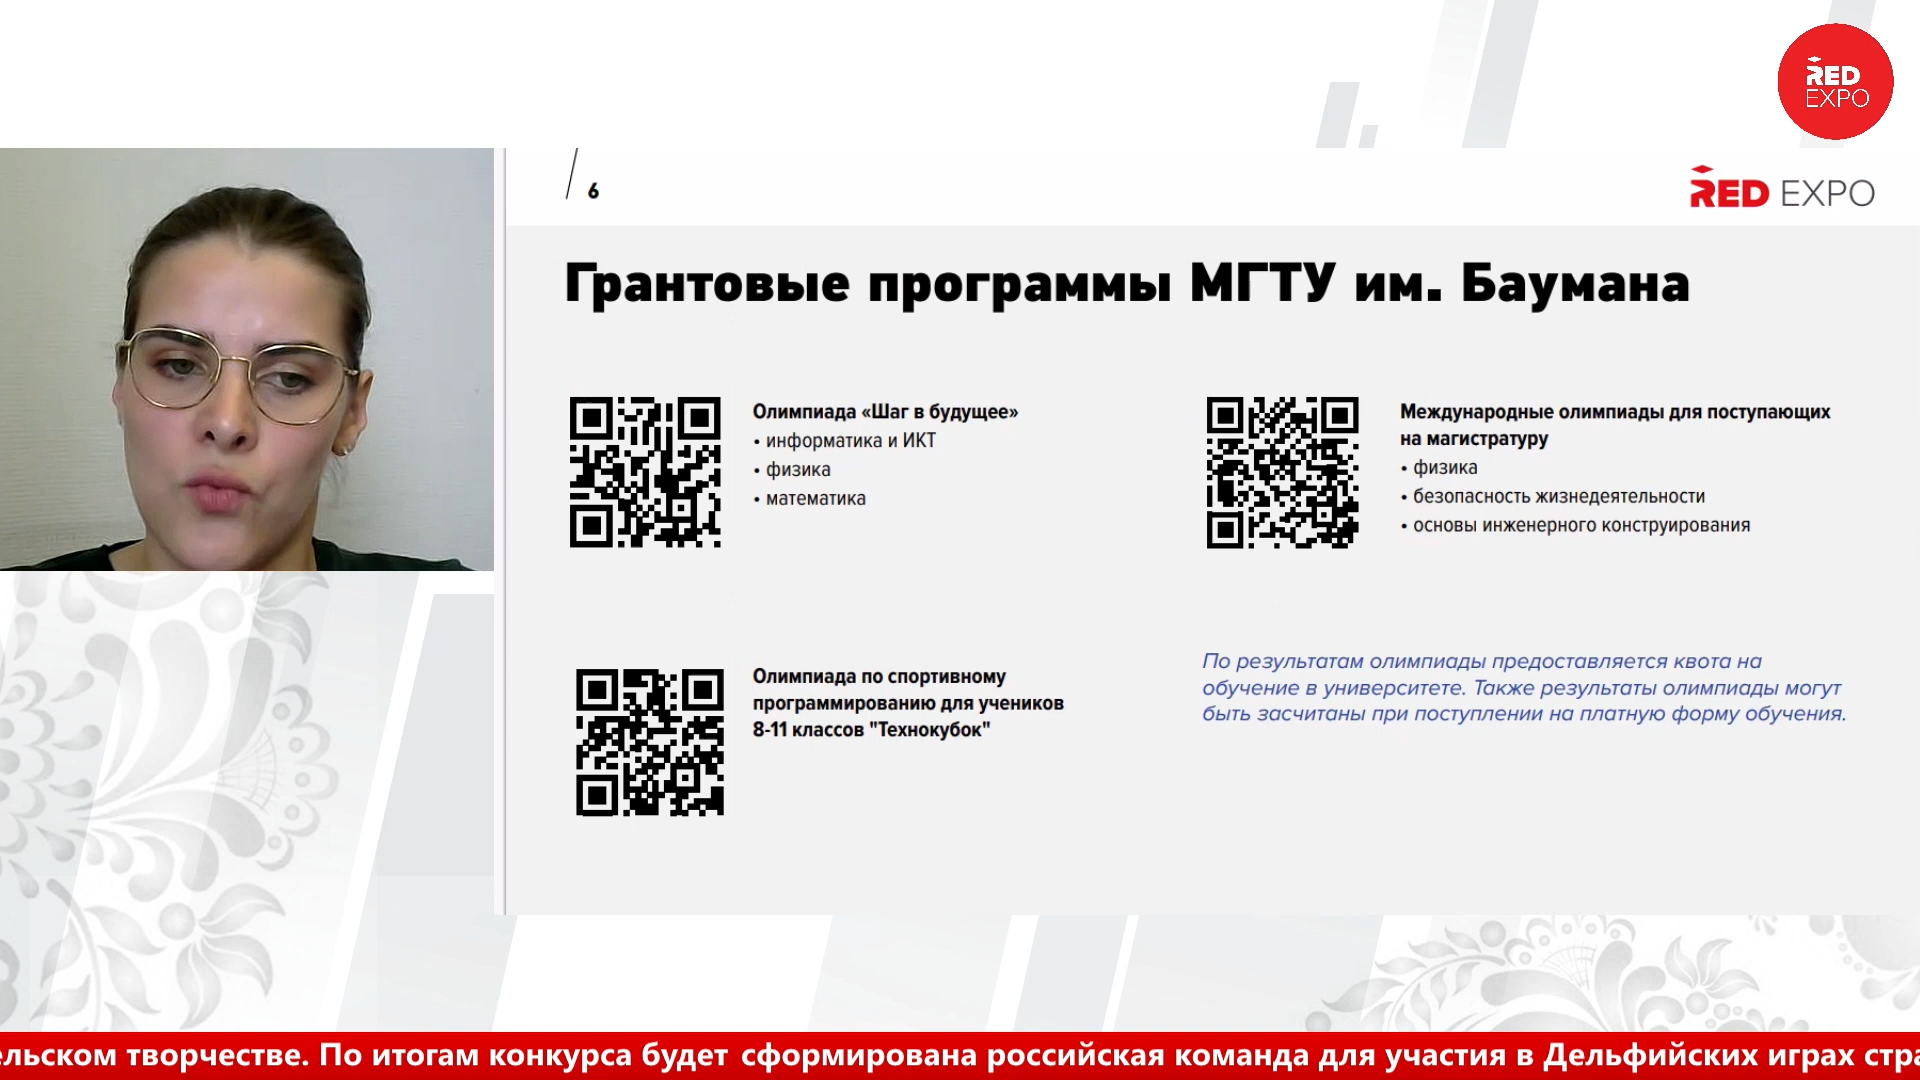 RED
EXPO
6
RED EXPO
Грантовые программы МГТУ им. Баумана
Олимпиада «Шаг в будущее»
• информатика и ИКТ
• физика
• математика
Международные олимпиады для поступающих
на магистратуру
• физика
• безопасность жизнедеятельности
• основы инженерного конструирования
Олимпиада по спортивному
программированию для учеников
8-11 классов "Технокубок"
По результатам олимпиады предоставляется квота на
обучение в университете. Также результаты олимпиады могут
быть засчитаны при поступлении на платную форму обучения.
творчестве. По итогам конкурса будет сформирована российская команда для участия в Дельфийских играх